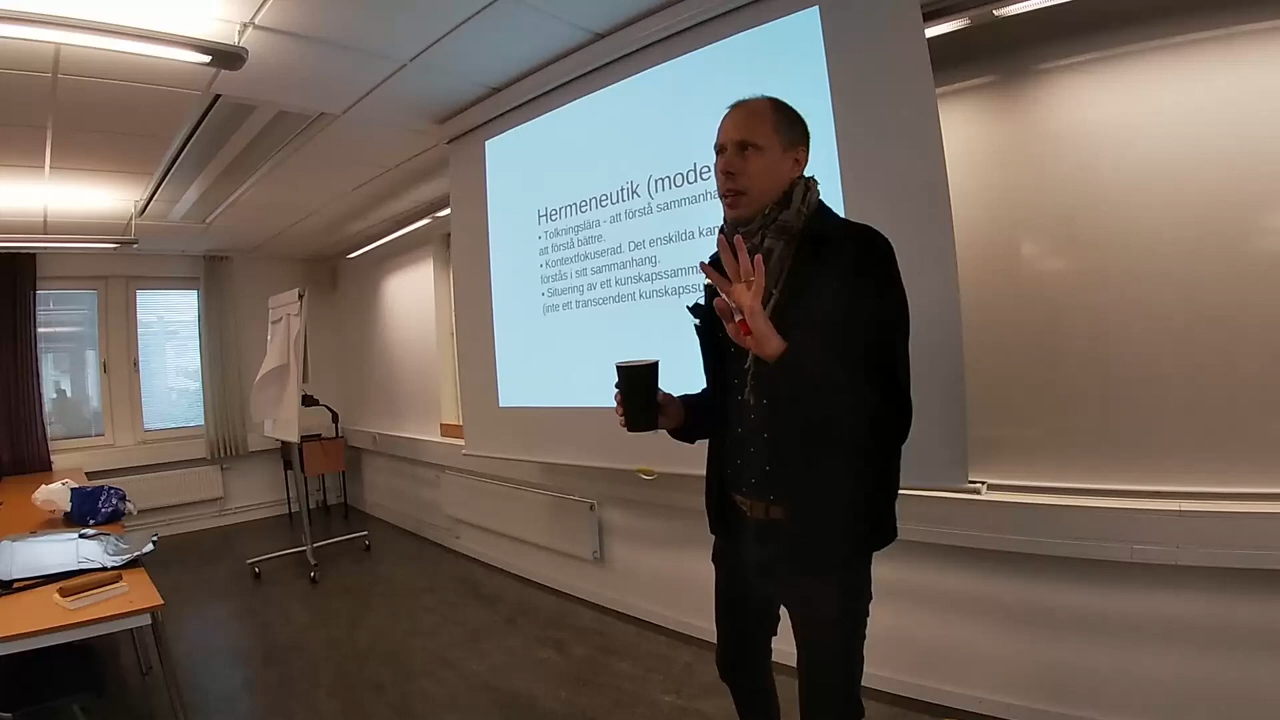 Hermeneutik (mode
• Tolkningslära - att förstå sammanha
att förstå bättre.
• Kontextfokuserad. Det enskilda kan
förstås i sitt sammanhang.
• Situering av ett kunskapssamma
(inte ett transcendent kunskapssu